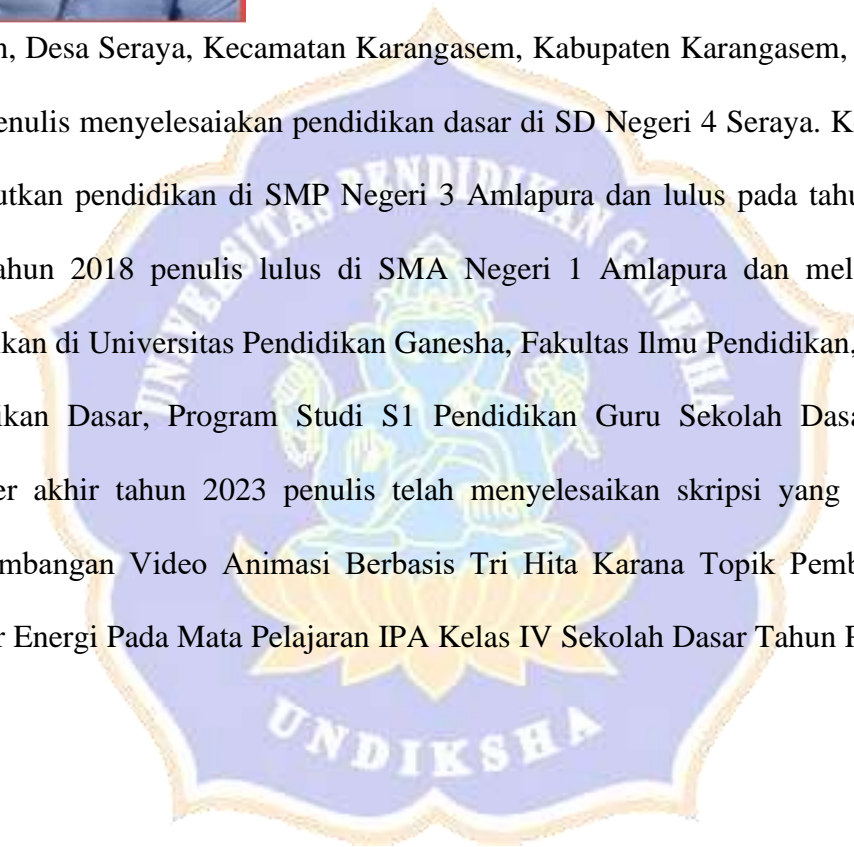 n, Desa Seraya, Kecamatan Karangasem, Kabupaten Karangasem,
enulis menyelesaiakan pendidikan dasar di SD Negeri 4 Seraya. K
utkan pendidikan di SMP Negeri 3 Amlapura dan lulus pada tahu
ahun 2018 penulis lulus di SMA Negeri 1 Amlapura dan mel
ikan di Universitas Pendidikan Ganesha, Fakultas Ilmu Pendidikan,
ikan Dasar, Program Studi S1 Pendidikan Guru Sekolah Dasa
er akhir tahun 2023 penulis telah menyelesaikan skripsi yang
mbangan Video Animasi Berbasis Tri Hita Karana Topik Pemb
r Energi Pada Mata Pelajaran IPA Kelas IV Sekolah Dasar Tahun P
UNIVERSITAS PENDIDIKAN GANESHA
UNDIKSHA